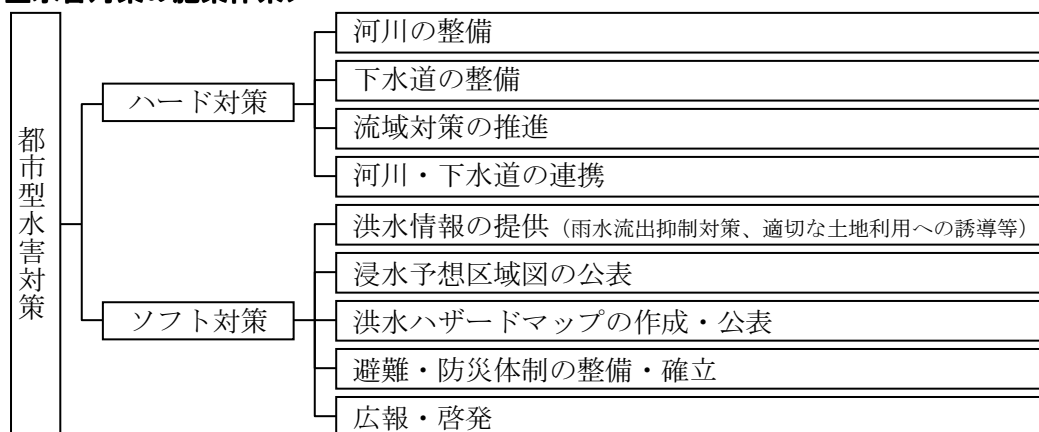 都市型水害対策
ハード対策
河川の整備
下水道の整備
流域対策の推進
河川・下水道の連携
ソフト対策
洪水情報の提供（雨水流出抑制対策、適切な土地利用への誘導等）
浸水予想区域図の公表
洪水ハザードマップの作成・公表
避難・防災体制の整備・確立
広報・啓発